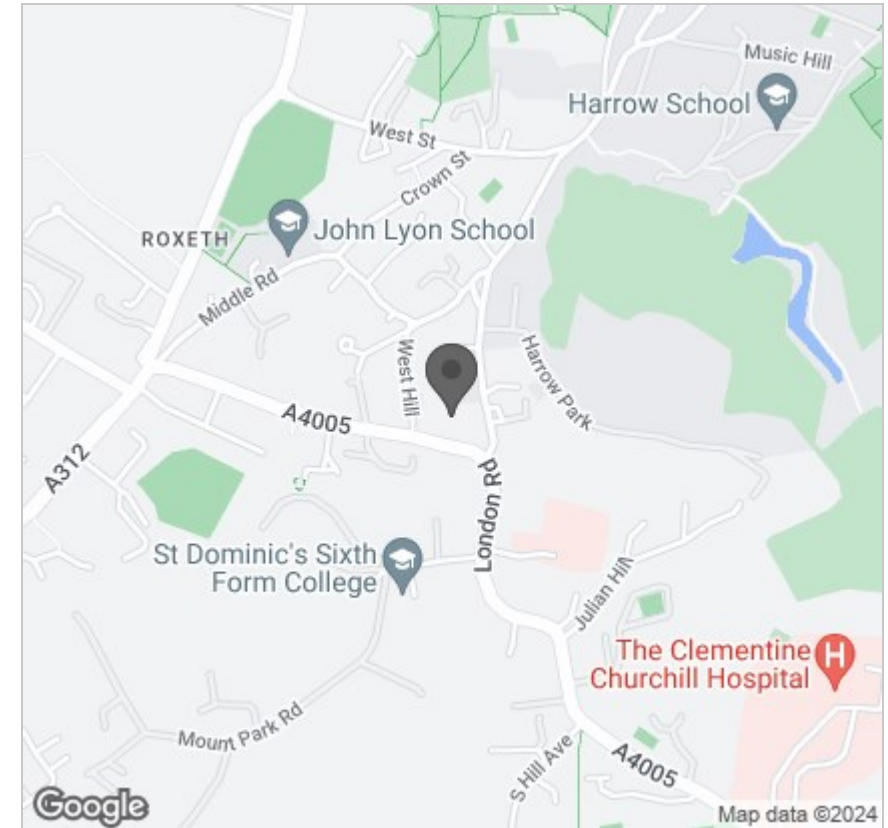 Music Hill
Harrow School
West St
Crown St
ROXETH
John Lyon School
Middle Rd
West Hill
Harrow Park
A4005
A312
London Rd
St Dominic's Sixth
Form College
Julian Hill
The Clementine
Churchill Hospital
H
Mount Park Rd
S Hill Ave
A4005
Google
Map data ©2024